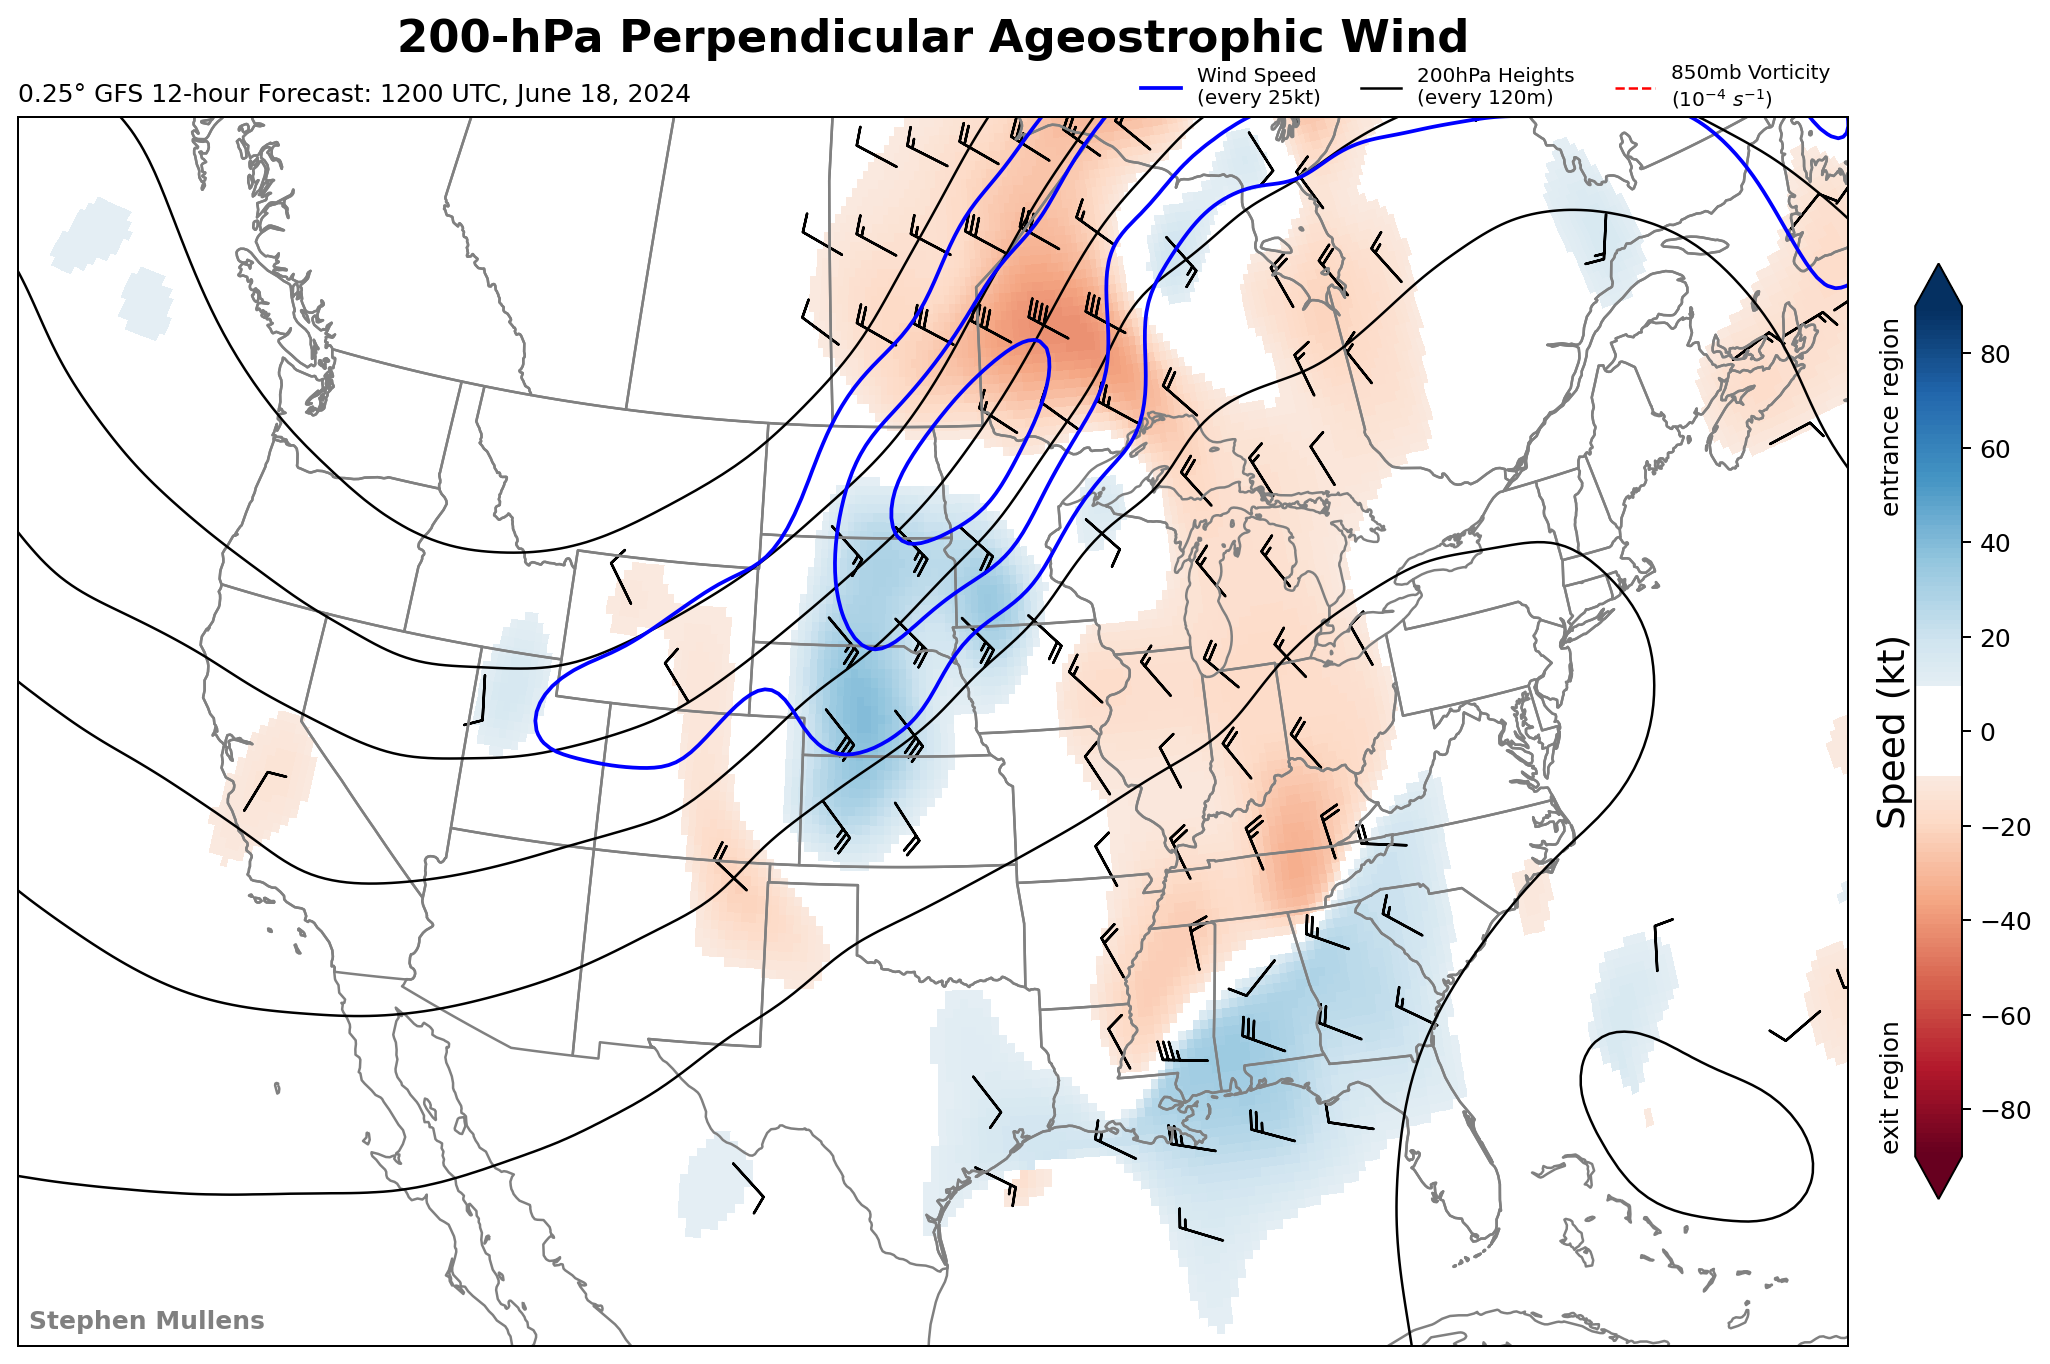 200-hPa Perpendicular Ageostrophic Wind
0.25° GFS 12-hour Forecast: 1200 UTC, June 18, 2024
Wind Speed
(every 25kt)
200hPa Heights
(every 120m)
850mb Vorticity
(10⁻⁴ s⁻¹)
entrance region
Speed (kt)
exit region
80
60
40
20
0
−20
−40
−60
−80
Stephen Mullens